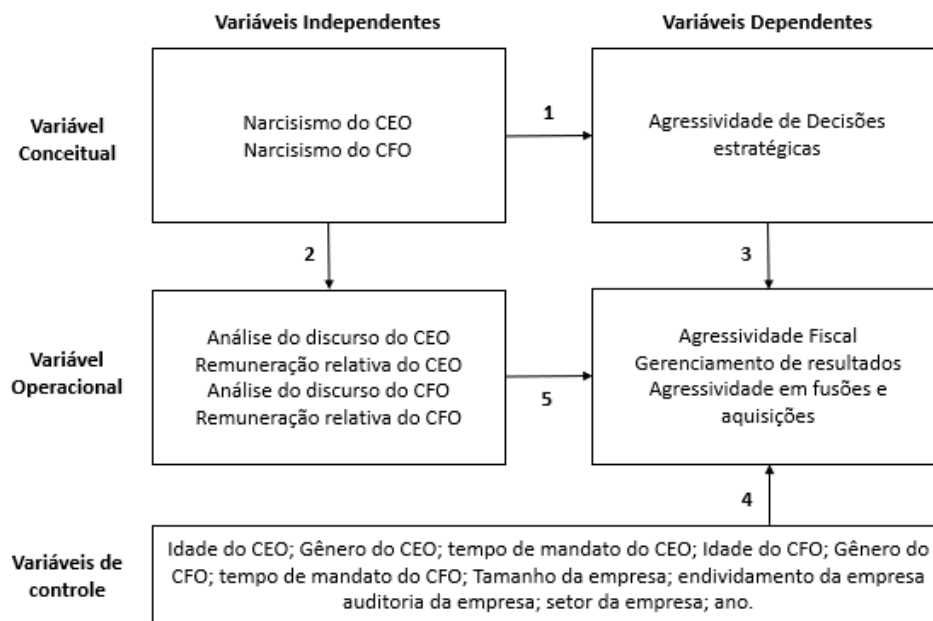 Variáveis Independentes
Variáveis Dependentes
Variável
Conceitual
Narcisismo do CEO
Narcisismo do CFO
1
Agressividade de Decisões
estratégicas
2
3
Variável
Operacional
Análise do discurso do CEO
Remuneração relativa do CEO
Análise do discurso do CFO
Remuneração relativa do CFO
5
Agressividade Fiscal
Gerenciamento de resultados
Agressividade em fusões e
aquisições
4
Variáveis de
controle
Idade do CEO; Gênero do CEO; tempo de mandato do CEO; Idade do CFO; Gênero do
CFO; tempo de mandato do CFO; Tamanho da empresa; endividamento da empresa
auditoria da empresa; setor da empresa; ano.